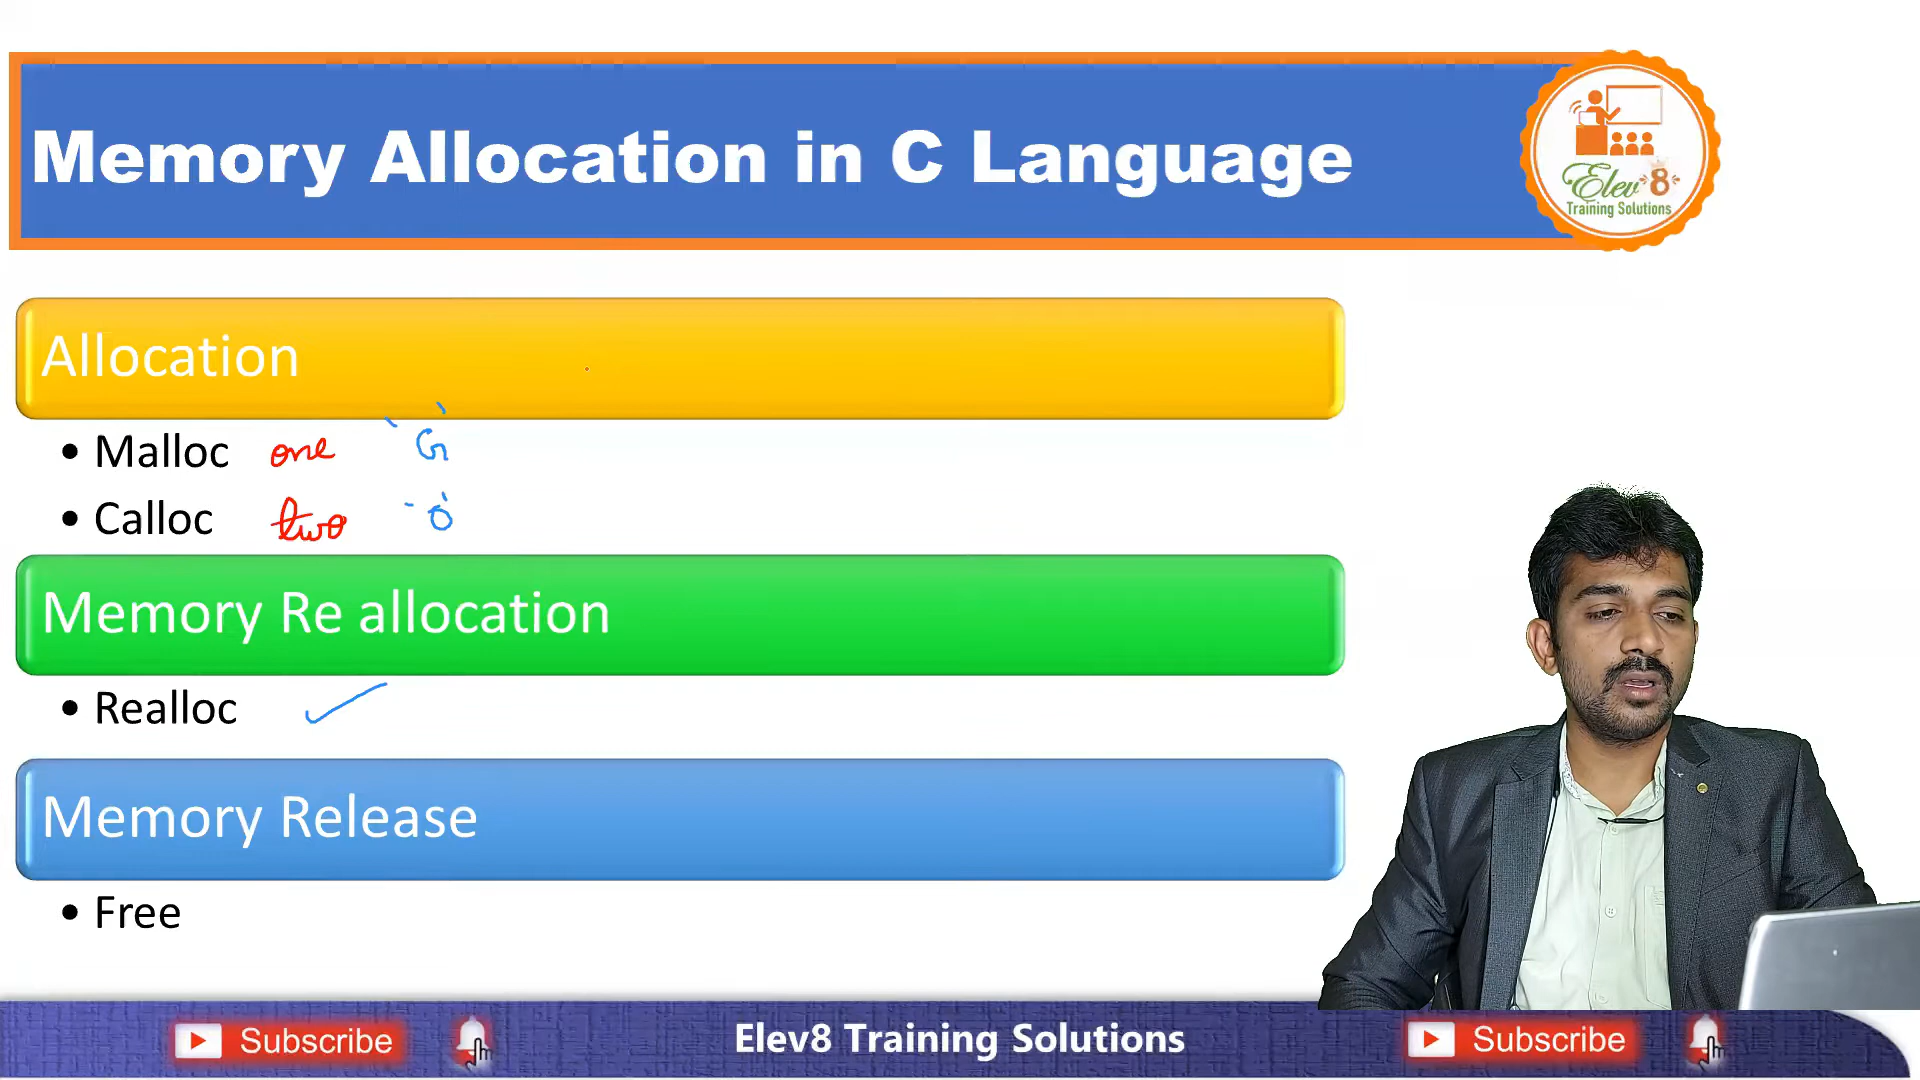 Memory Allocation in C Language
Elev8
Training Solutions
Allocation
• Malloc one G
• Calloc two 0
Memory Re allocation
• Realloc
Memory Release
• Free
Subscribe
Elev8 Training Solutions
Subscribe